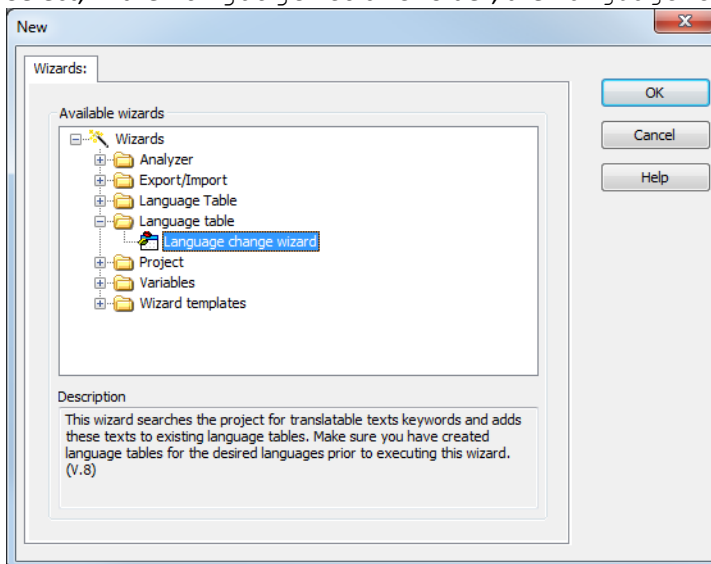 New
Wizards:
OK
Available wizards
Wizards
Cancel
Analyzer
Export/Import
Help
Language Table
Language table
Language change wizard
Project
Variables
Wizard templates
Description
This wizard searches the project for translatable texts keywords and adds
these texts to existing language tables. Make sure you have created
language tables for the desired languages prior to executing this wizard.
(V.8)